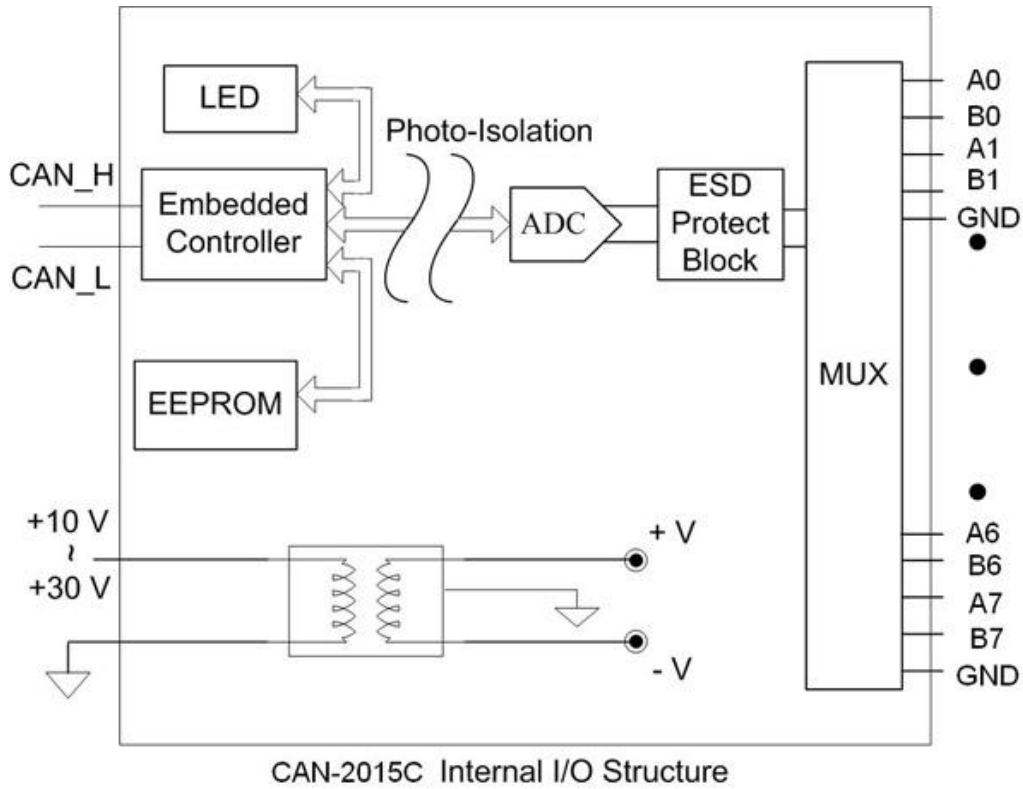 LED
Photo-Isolation
CAN_H
CAN_L
Embedded
Controller
ADC
ESD
Protect
Block
MUX
A0
B0
A1
B1
GND
EEPROM
+10 V
~
+30 V
+ V
- V
A6
B6
A7
B7
GND
CAN-2015C Internal I/O Structure